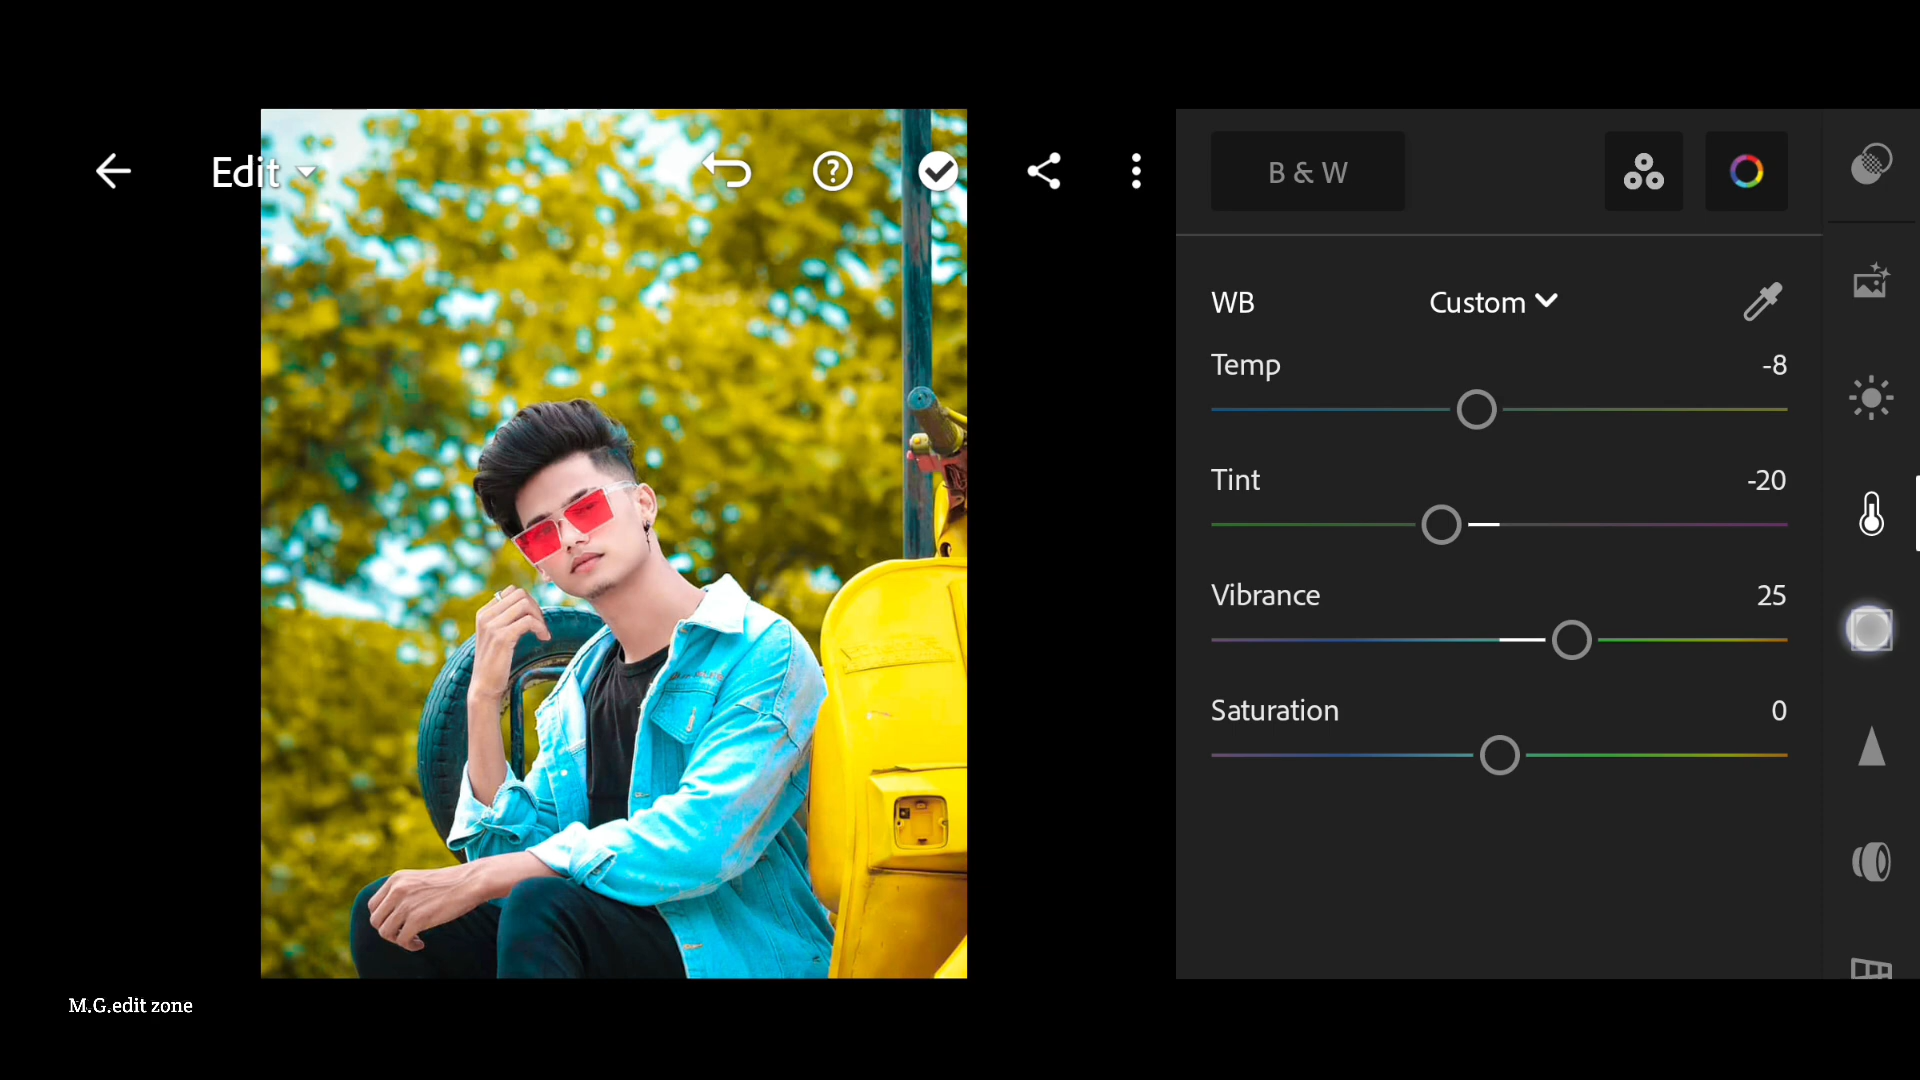 Edit
B & W
WB Custom
Temp -8
Tint -20
Vibrance 25
Saturation 0
M.G.edit zone